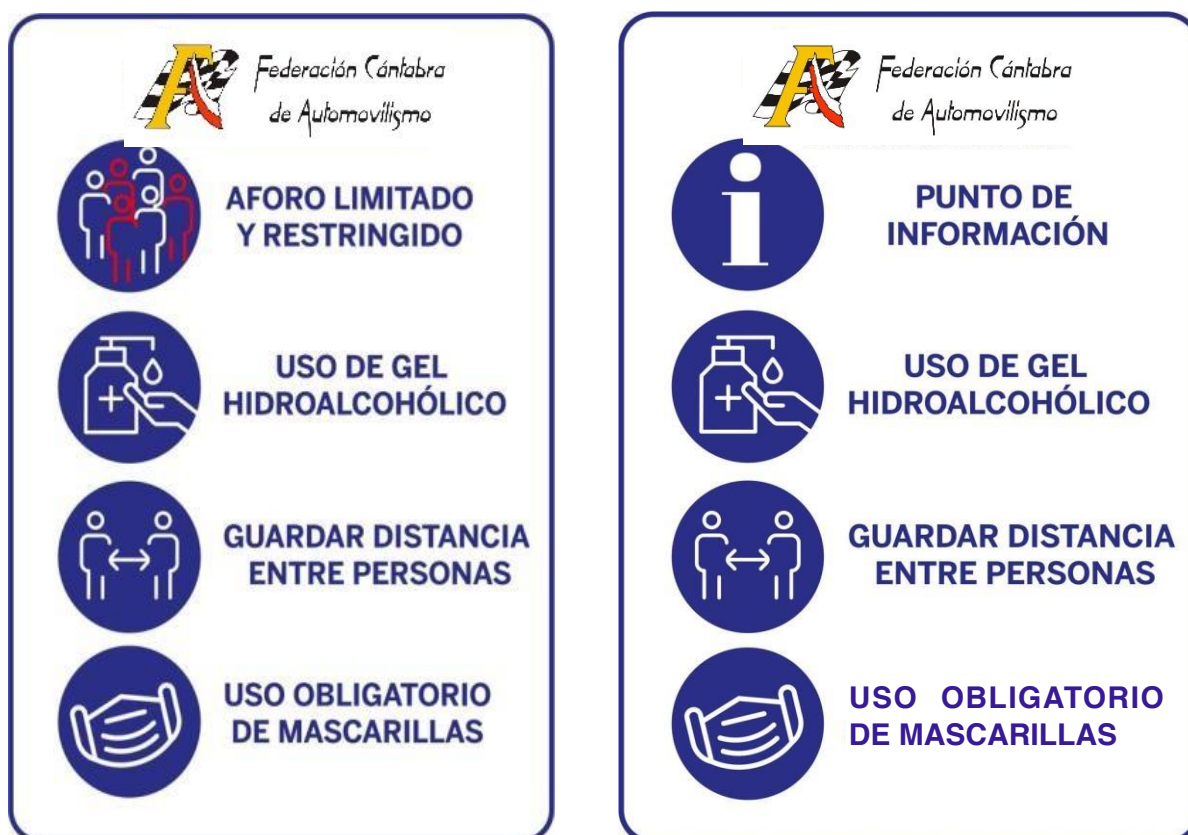 Federación Cántabra
de Automovilismo
AFORO LIMITADO
Y RESTRINGIDO
USO DE GEL
HIDROALCOHÓLICO
GUARDAR DISTANCIA
ENTRE PERSONAS
USO OBLIGATORIO
DE MASCARILLAS
Federación Cántabra
de Automovilismo
PUNTO DE
INFORMACIÓN
USO DE GEL
HIDROALCOHÓLICO
GUARDAR DISTANCIA
ENTRE PERSONAS
USO OBLIGATORIO
DE MASCARILLAS